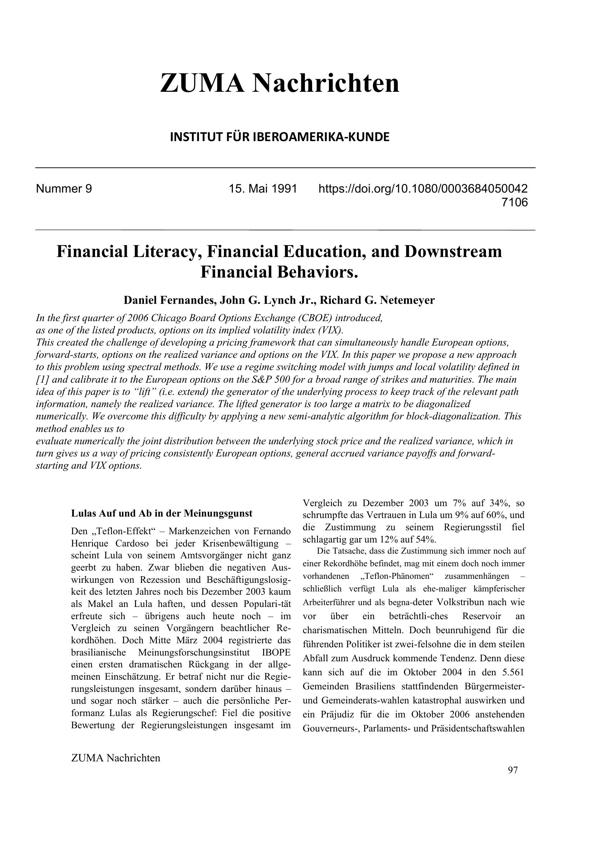 ZUMA Nachrichten
INSTITUT FÜR IBEROAMERIKA-KUNDE
Nummer 9 15. Mai 1991 https://doi.org/10.1080/0003684050042
7106
Financial Literacy, Financial Education, and Downstream
Financial Behaviors.
Daniel Fernandes, John G. Lynch Jr., Richard G. Netemeyer
In the first quarter of 2006 Chicago Board Options Exchange (CBOE) introduced,
as one of the listed products, options on its implied volatility index (VIX).
This created the challenge of developing a pricing framework that can simultaneously handle European options,
forward-starts, options on the realized variance and options on the VIX. In this paper we propose a new approach
to this problem using spectral methods. We use a regime switching model with jumps and local volatility defined in
[1] and calibrate it to the European options on the S&P 500 for a broad range of strikes and maturities. The main
idea of this paper is to “lift” (i.e. extend) the generator of the underlying process to keep track of the relevant path
information, namely the realized variance. The lifted generator is too large a matrix to be diagonalized
numerically. We overcome this difficulty by applying a new semi-analytic algorithm for block-diagonalization. This
method enables us to
evaluate numerically the joint distribution between the underlying stock price and the realized variance, which in
turn gives us a way of pricing consistently European options, general accrued variance payoffs and forward-
starting and VIX options.
Lulas Auf und Ab in der Meinungsgunst
Den „Teflon-Effekt“ – Markenzeichen von Fernando
Henrique Cardoso bei jeder Krisenbewältigung –
scheint Lula von seinem Amtsvorgänger nicht ganz
geerbt zu haben. Zwar blieben die negativen Aus-
wirkungen von Rezession und Beschäftigungslosig-
keit des letzten Jahres noch bis Dezember 2003 kaum
als Makel an Lula haften, und dessen Populari-tät
erfreute sich – übrigens auch heute noch – im
Vergleich zu seinen Vorgängern beachtlicher Re-
kordhöhen. Doch Mitte März 2004 registrierte das
brasilianische Meinungsforschungsinstitut IBOPE
einen ersten dramatischen Rückgang in der allge-
meinen Einschätzung. Er betraf nicht nur die Regie-
rungsleistungen insgesamt, sondern darüber hinaus –
und sogar noch stärker – auch die persönliche Per-
formanz Lulas als Regierungschef: Fiel die positive
Bewertung der Regierungsleistungen insgesamt im
Vergleich zu Dezember 2003 um 7% auf 34%, so
schrumpfte das Vertrauen in Lula um 9% auf 60%, und
die Zustimmung zu seinem Regierungsstil fiel
schlagartig gar um 12% auf 54%.
Die Tatsache, dass die Zustimmung sich immer noch auf
einer Rekordhöhe befindet, mag mit einem doch noch immer
vorhandenen „Teflon-Phänomen“ zusammenhängen –
schließlich verfügt Lula als ehe-maliger kämpferischer
Arbeiterführer und als begna-deter Volkstribun nach wie
vor über ein beträchtli-ches Reservoir an
charismatischen Mitteln. Doch beunruhigend für die
führenden Politiker ist zwei-felsohne die in dem steilen
Abfall zum Ausdruck kommende Tendenz. Denn diese
kann sich auf die im Oktober 2004 in den 5.561
Gemeinden Brasiliens stattfindenden Bürgermeister-
und Gemeinderats-wahlen katastrophal auswirken und
ein Präjudiz für die im Oktober 2006 anstehenden
Gouverneurs-, Parlaments- und Präsidentschaftswahlen
ZUMA Nachrichten
97